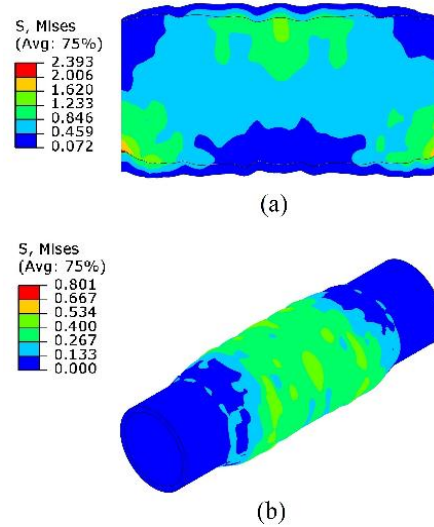 S, Mises
(Avg: 75%)
2.393
2.006
1.620
1.233
0.846
0.459
0.072
(a)
S, Mises
(Avg: 75%)
0.801
0.667
0.534
0.400
0.267
0.133
0.000
(b)